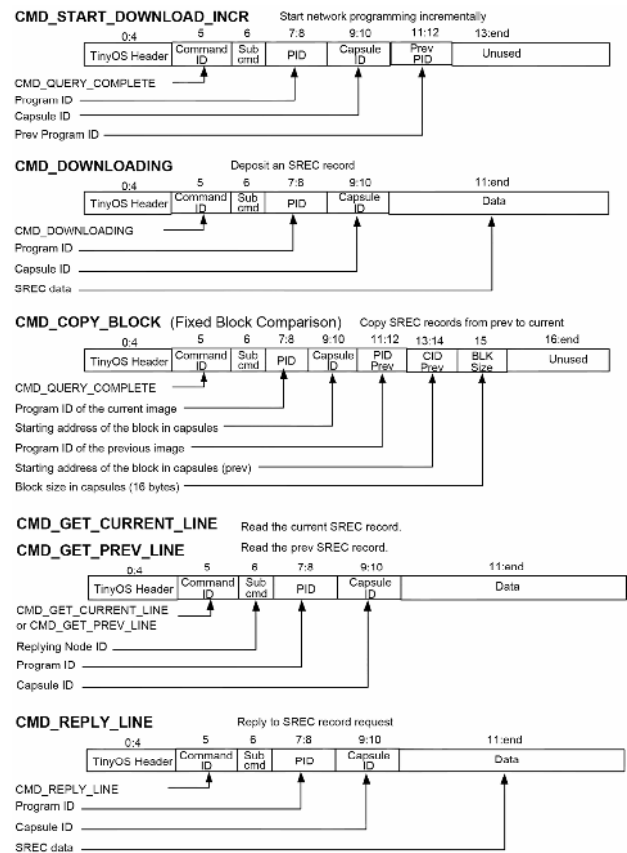 CMD_START_DOWNLOAD_INCR Start network programming incrementally
0:4 5 6 7:8 9:10 11:12 13:end
TinyOS Header Command ID Sub cmd PID Capsule ID Prev PID Unused
CMD_QUERY_COMPLETE
Program ID
Capsule ID
Prev Program ID
CMD_DOWNLOADING Deposit an SREC record
0:4 5 6 7:8 9:10 11:end
TinyOS Header Command ID Sub cmd PID Capsule ID Data
CMD_DOWNLOADING
Program ID
Capsule ID
SREC data
CMD_COPY_BLOCK (Fixed Block Comparison) Copy SREC records from prev to current
0:4 5 6 7:8 9:10 11:12 13:14 15 16:end
TinyOS Header Command ID Sub cmd PID Capsule ID PID Prev CID Prev BLK Size Unused
CMD_QUERY_COMPLETE
Program ID of the current image
Starting address of the block in capsules
Program ID of the previous image
Starting address of the block in capsules (prev)
Block size in capsules (16 bytes)
CMD_GET_CURRENT_LINE Read the current SREC record.
CMD_GET_PREV_LINE Read the prev SREC record.
0:4 5 6 7:8 9:10 11:end
TinyOS Header Command ID Sub cmd PID Capsule ID Data
CMD_GET_CURRENT_LINE
or CMD_GET_PREV_LINE
Replying Node ID
Program ID
Capsule ID
CMD_REPLY_LINE Reply to SREC record request
0:4 5 6 7:8 9:10 11:end
TinyOS Header Command ID Sub cmd PID Capsule ID Data
CMD_REPLY_LINE
Program ID
Capsule ID
SREC data